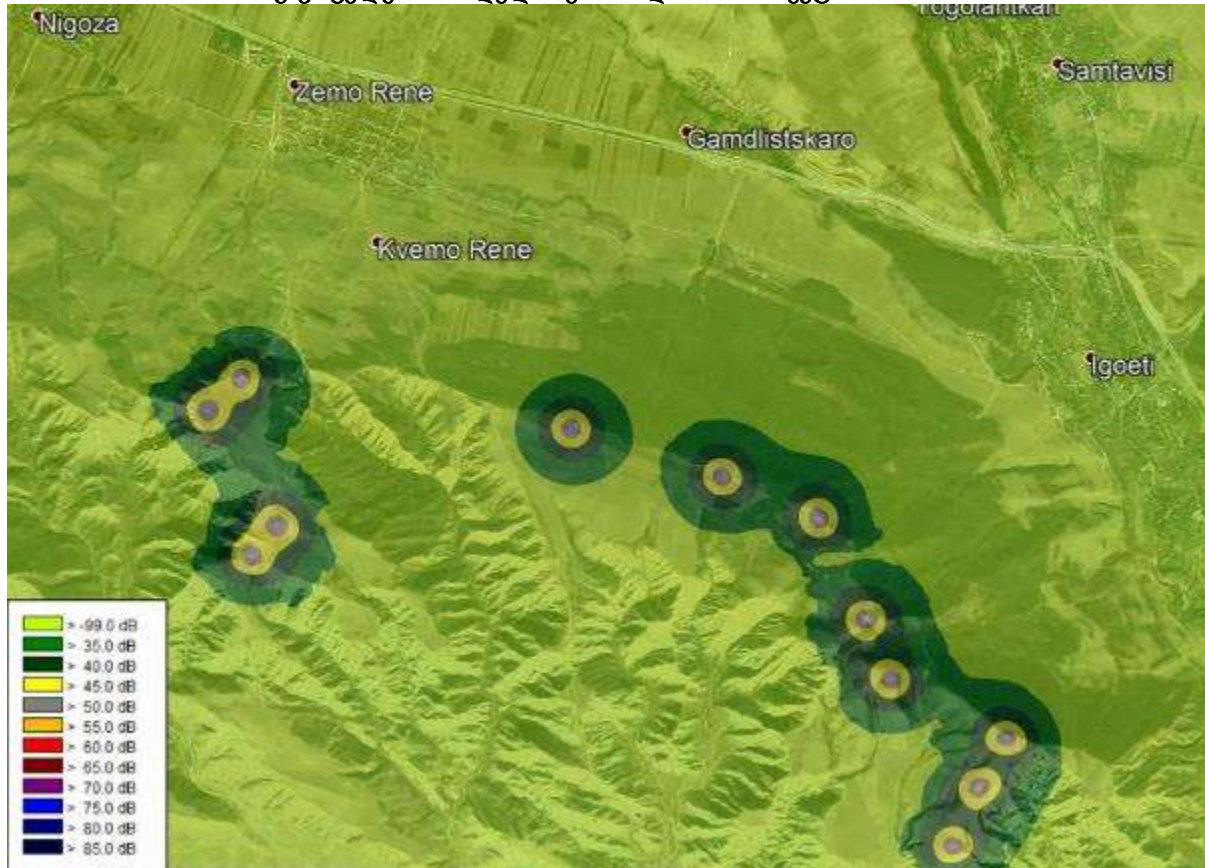 Nigoza
Samtavisi
Zemo Rene
Gamdlistskaro
Kvemo Rene
Igoeti
> -99.0 dB
> 35.0 dB
> 40.0 dB
> 45.0 dB
> 50.0 dB
> 55.0 dB
> 60.0 dB
> 65.0 dB
> 70.0 dB
> 75.0 dB
> 80.0 dB
> 85.0 dB